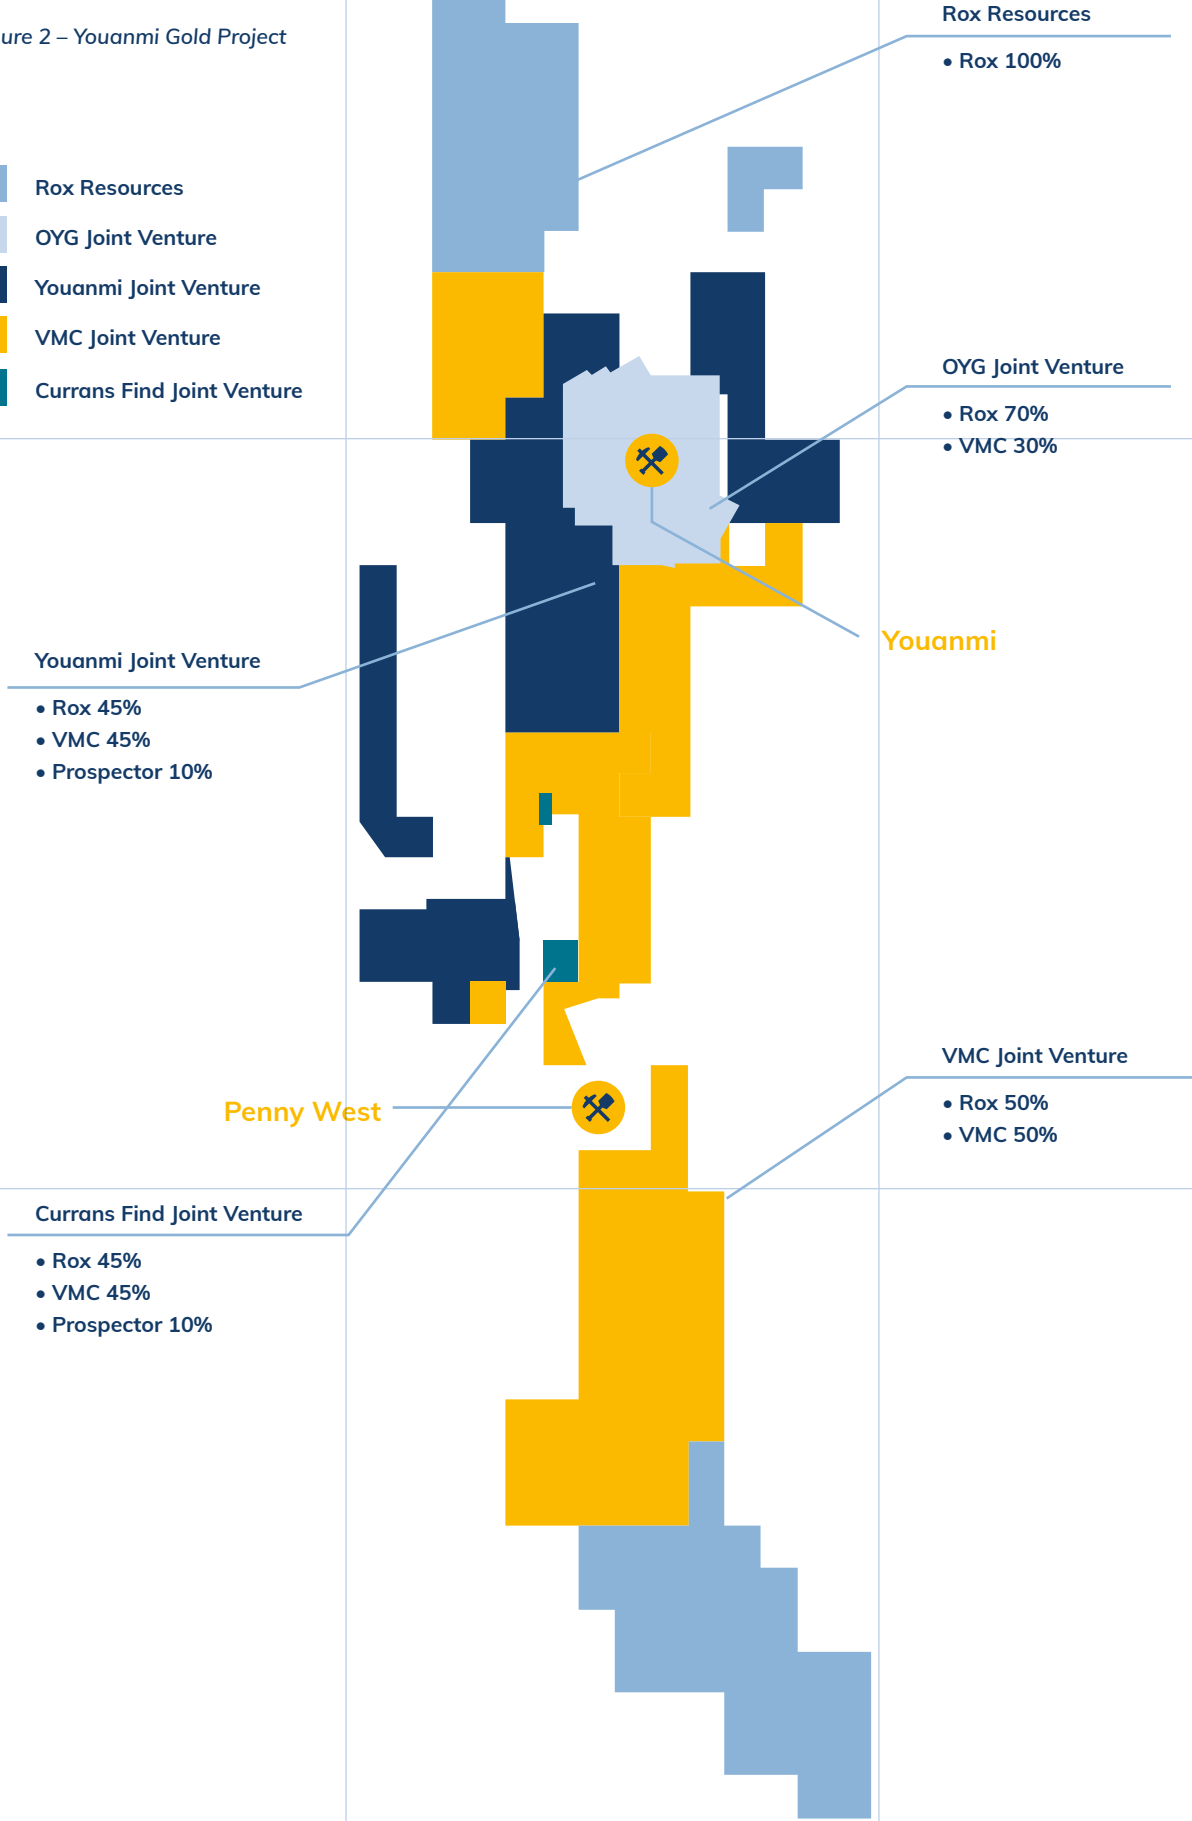 ure 2 – Youanmi Gold Project
Rox Resources
OYG Joint Venture
Youanmi Joint Venture
VMC Joint Venture
Currans Find Joint Venture
Rox Resources
• Rox 100%
OYG Joint Venture
• Rox 70%
• VMC 30%
Youanmi
Youanmi Joint Venture
• Rox 45%
• VMC 45%
• Prospector 10%
VMC Joint Venture
• Rox 50%
• VMC 50%
Penny West
Currans Find Joint Venture
• Rox 45%
• VMC 45%
• Prospector 10%